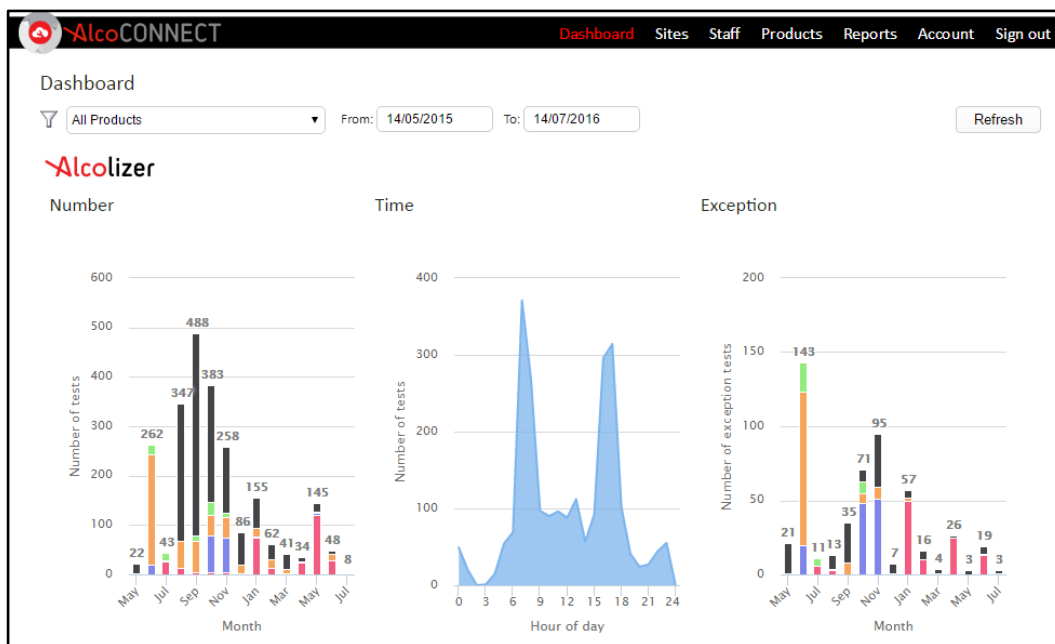 AlcoCONNECT
Dashboard Sites Staff Products Reports Account Sign out
Dashboard
All Products From: 14/05/2015 To: 14/07/2016 Refresh
Alcolizer
Number
600
500
400
300
200
100
0
Number of tests
22
262
43
347
488
383
258
86
155
62
41
34
145
48
8
May Jul Sep Nov Jan Mar May Jul
Month
Time
400
300
200
100
0
Number of tests
0 3 6 9 12 15 18 21 24
Hour of day
Exception
200
150
100
50
0
Number of exception tests
21
143
11
13
35
71
95
7
57
16
4
26
3
19
3
May Jul Sep Nov Jan Mar May Jul
Month